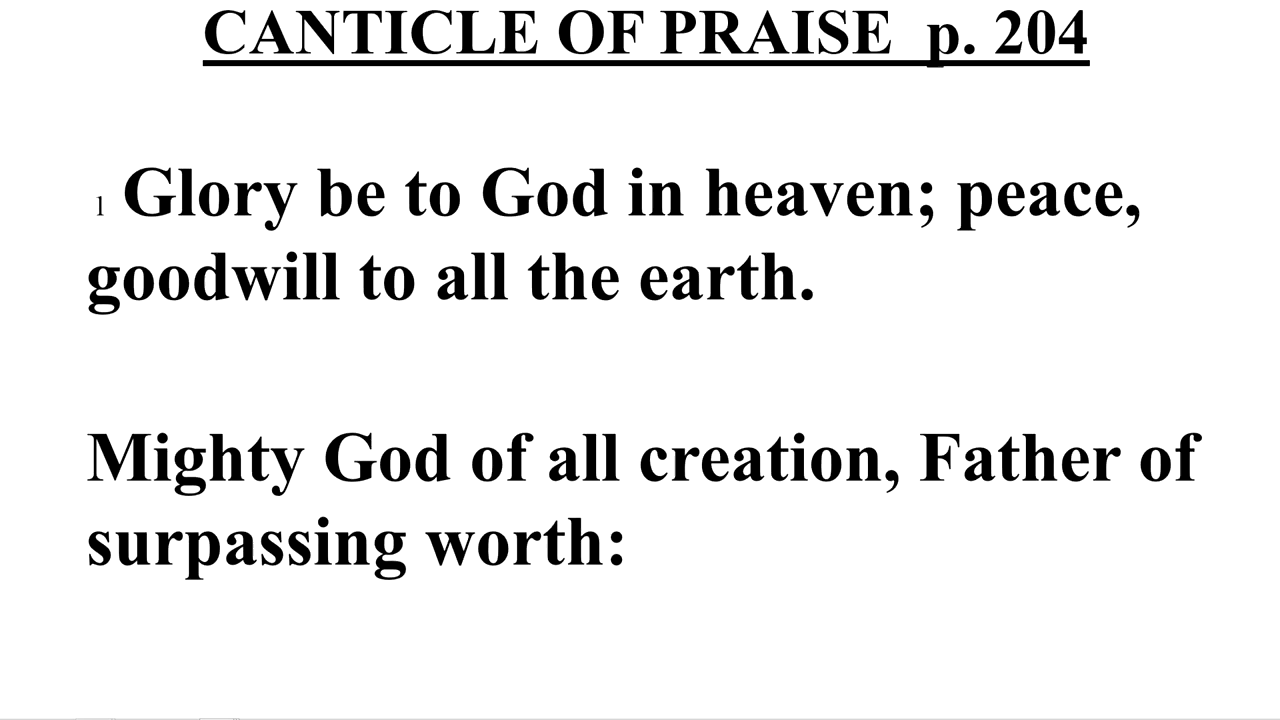 CANTICLE OF PRAISE  p. 204
1 Glory be to God in heaven; peace,
goodwill to all the earth.
Mighty God of all creation, Father of
surpassing worth: